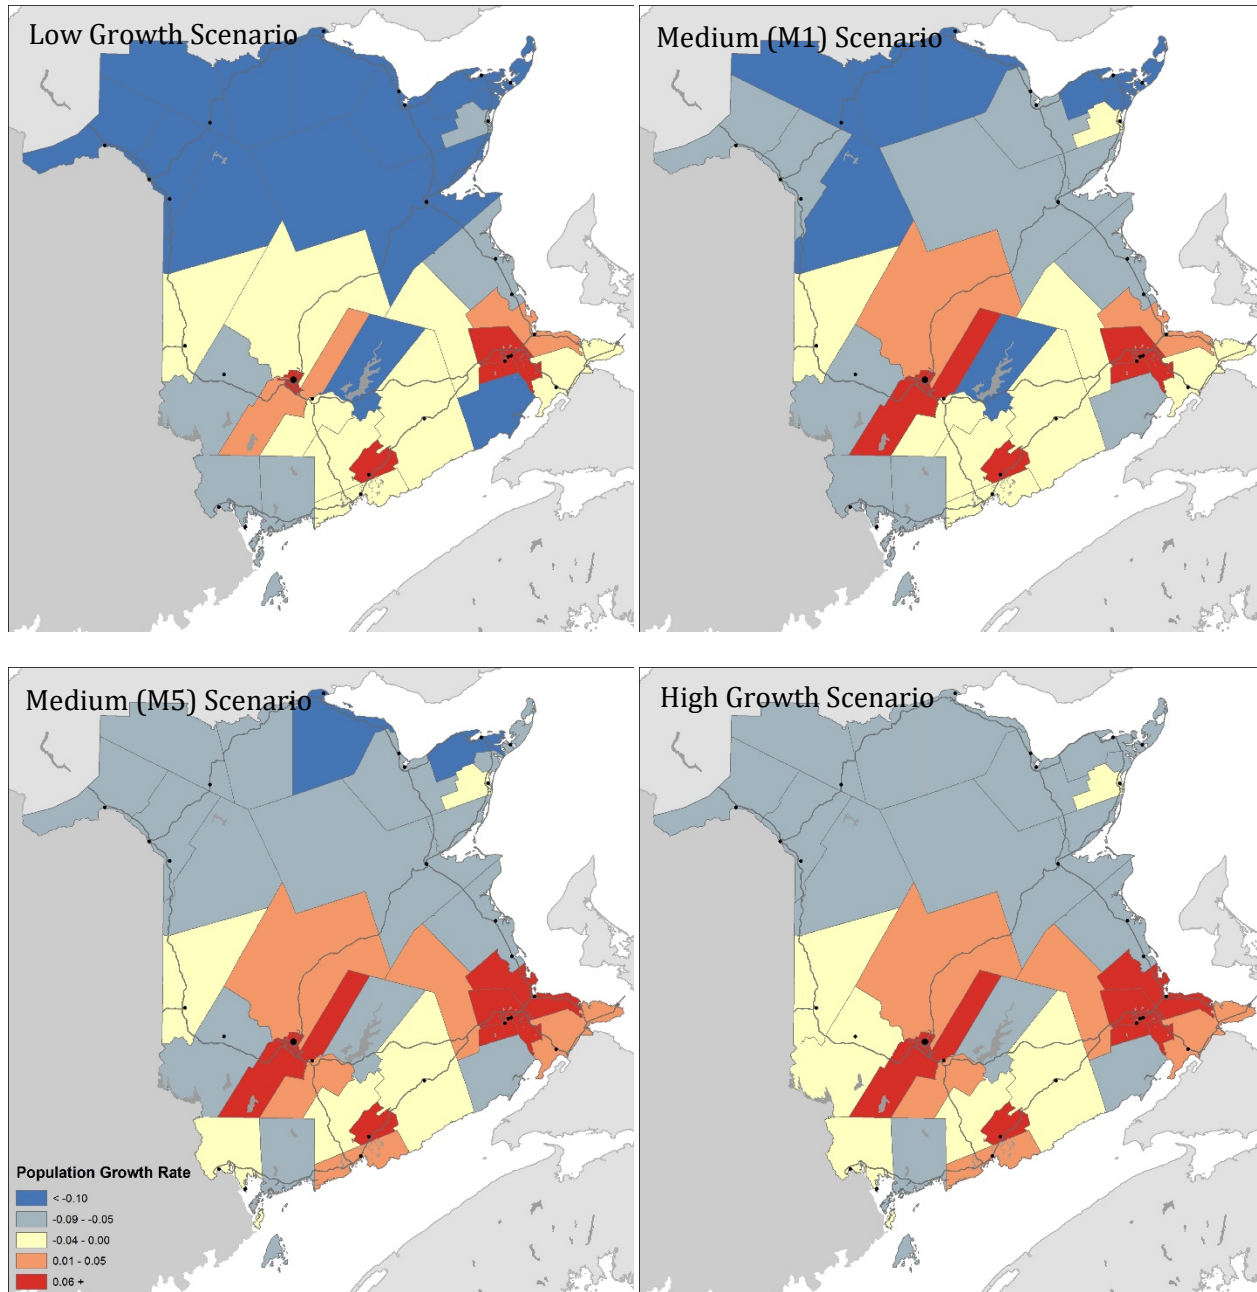 Low Growth Scenario
Medium (M1) Scenario
Medium (M5) Scenario
High Growth Scenario
Population Growth Rate
< -0.10
-0.09 - -0.05
-0.04 - 0.00
0.01 - 0.05
0.06 +